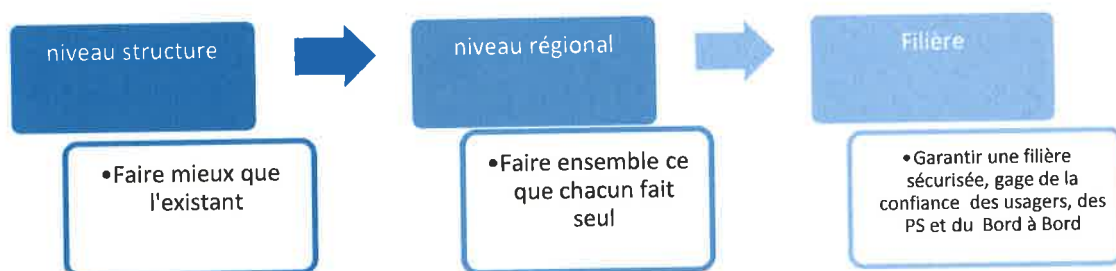 niveau structure
•Faire mieux que
l'existant
niveau régional
•Faire ensemble ce
que chacun fait
seul
Filière
•Garantir une filière
sécurisée, gage de la
confiance des usagers, des
PS et du Bord à Bord